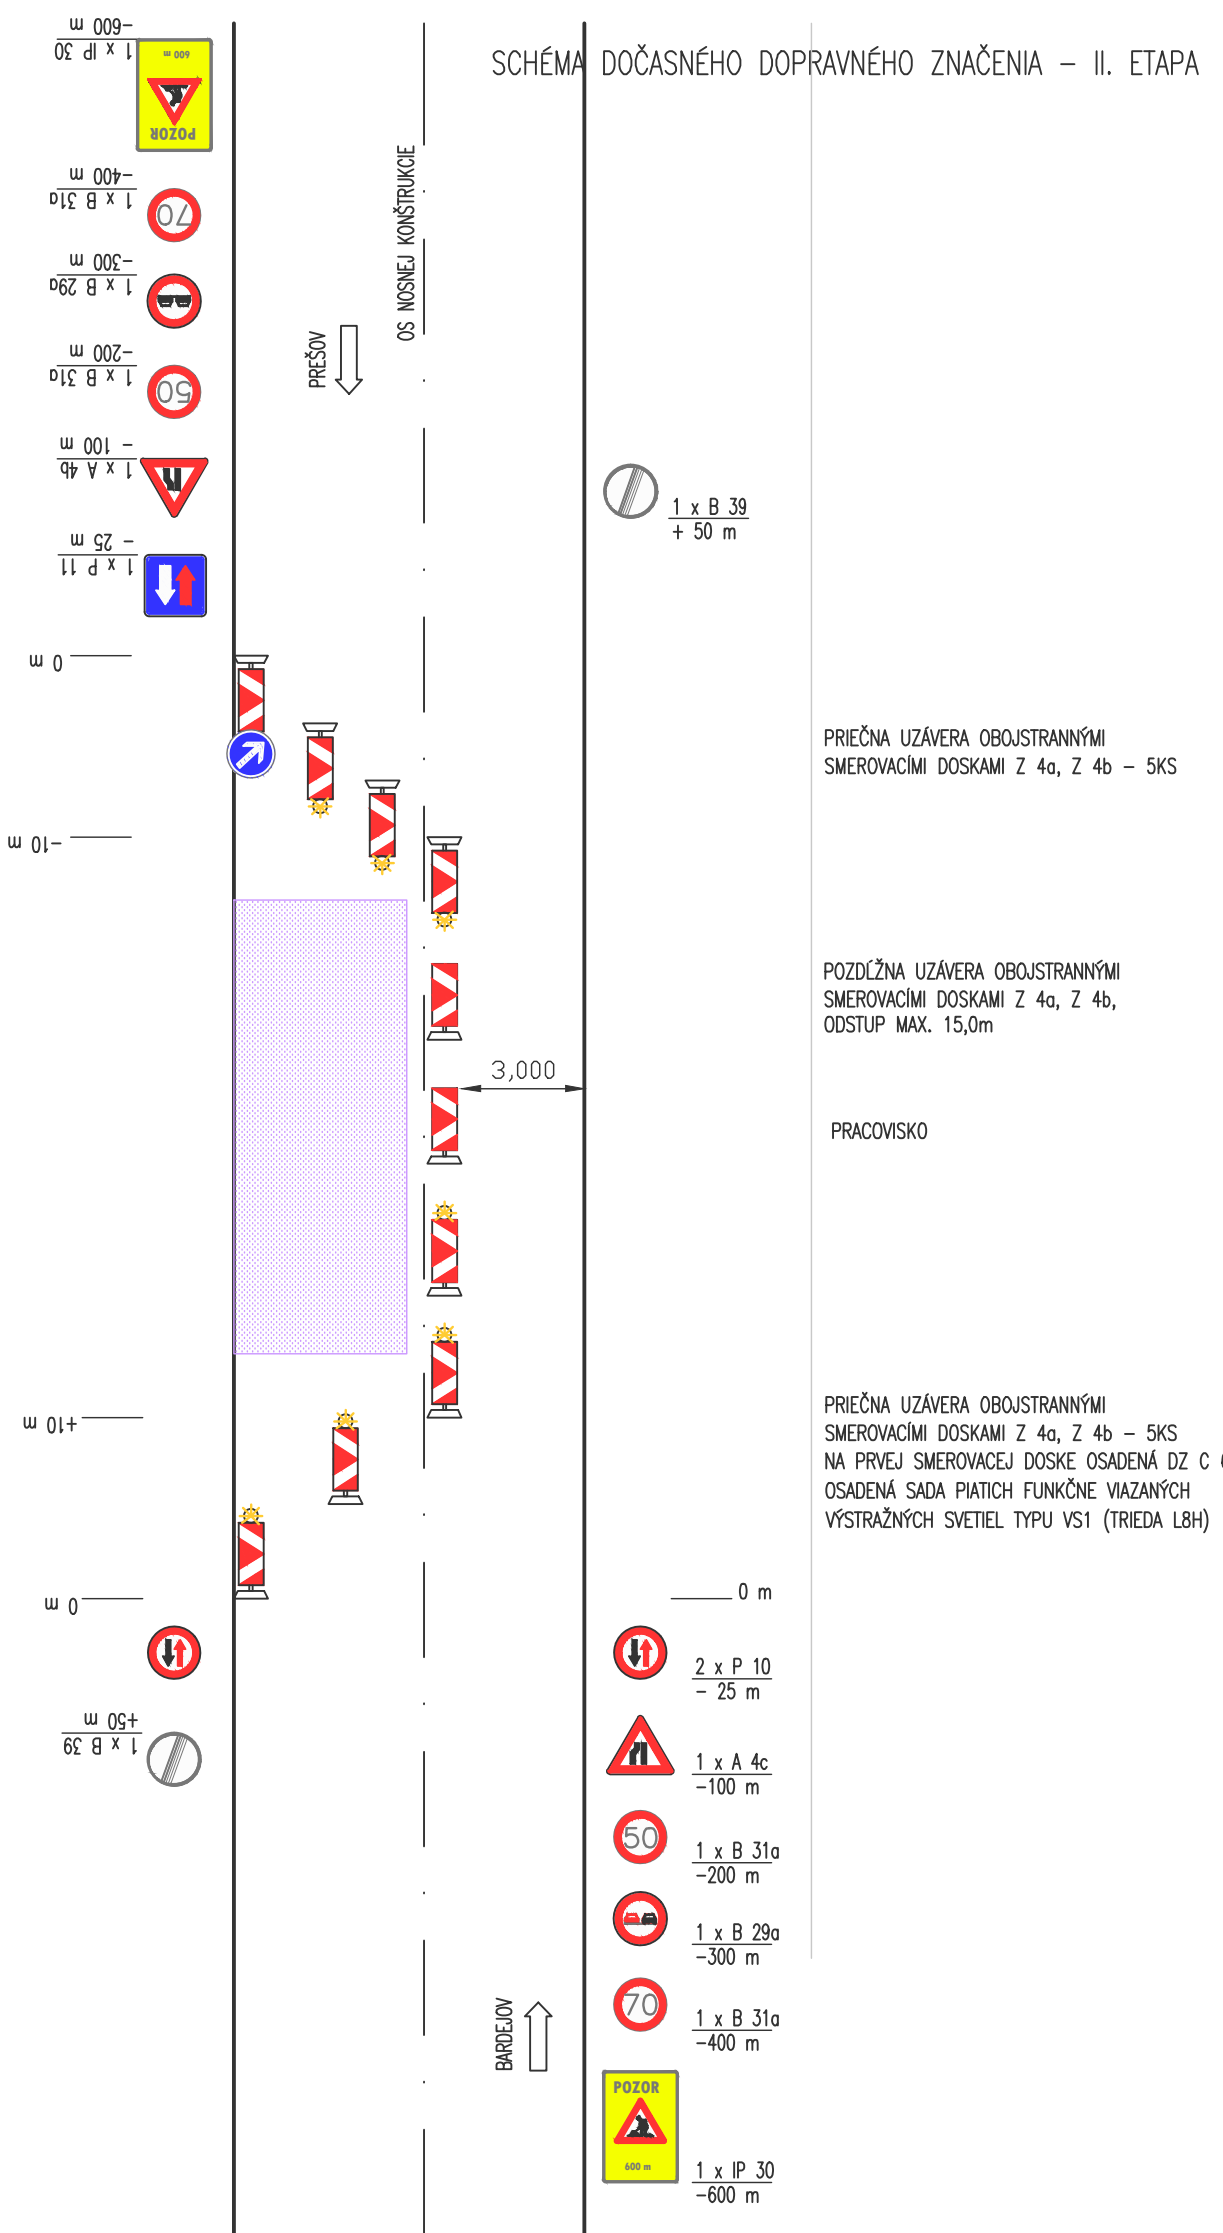 SCHÉMA DOČASNÉHO DOPRAVNÉHO ZNAČENIA – II. ETAPA
1 x IP 30
-600 m
600 m
POZOR
1 x B 31a
-400 m
70
1 x B 29a
-300 m
1 x B 31a
-200 m
50
1 x A 4b
- 100 m
1 x P 11
- 25 m
0 m
-10 m
OS NOSNEJ KONŠTRUKCIE
PREŠOV
1 x B 39
+ 50 m
PRIEČNA UZÁVERA OBOJSTRANNÝMI
SMEROVACÍMI DOSKAMI Z 4a, Z 4b – 5KS
POZDĹŽNA UZÁVERA OBOJSTRANNÝMI
SMEROVACÍMI DOSKAMI Z 4a, Z 4b,
ODSTUP MAX. 15,0m
3,000
PRACOVISKO
PRIEČNA UZÁVERA OBOJSTRANNÝMI
SMEROVACÍMI DOSKAMI Z 4a, Z 4b – 5KS
NA PRVEJ SMEROVACEJ DOSKE OSADENÁ DZ C
OSADENÁ SADA PIATICH FUNKČNE VIAZANÝCH
VÝSTRAŽNÝCH SVETIEL TYPU VS1 (TRIEDA L8H)
+10 m
0 m
1 x B 39
+50 m
0 m
2 x P 10
- 25 m
1 x A 4c
-100 m
50
1 x B 31a
-200 m
1 x B 29a
-300 m
70
1 x B 31a
-400 m
BARDEJOV
POZOR
600 m
1 x IP 30
-600 m